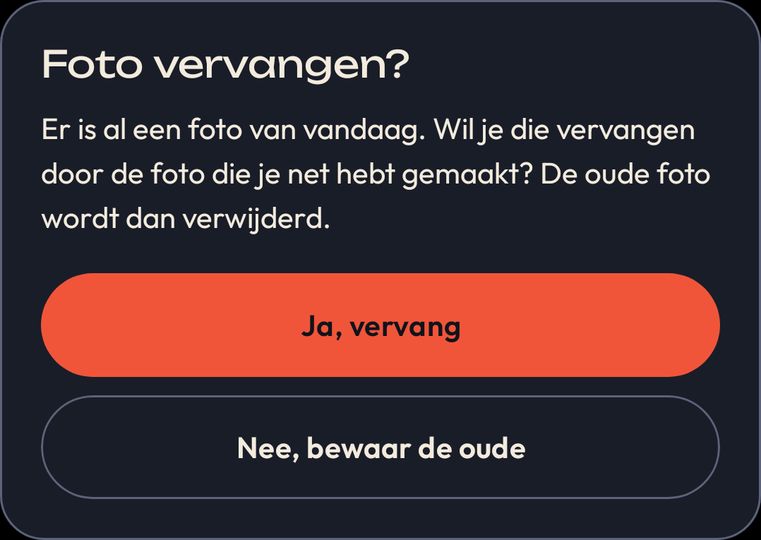 Foto vervangen?
Er is al een foto van vandaag. Wil je die vervangen
door de foto die je net hebt gemaakt? De oude foto
wordt dan verwijderd.
Ja, vervang
Nee, bewaar de oude